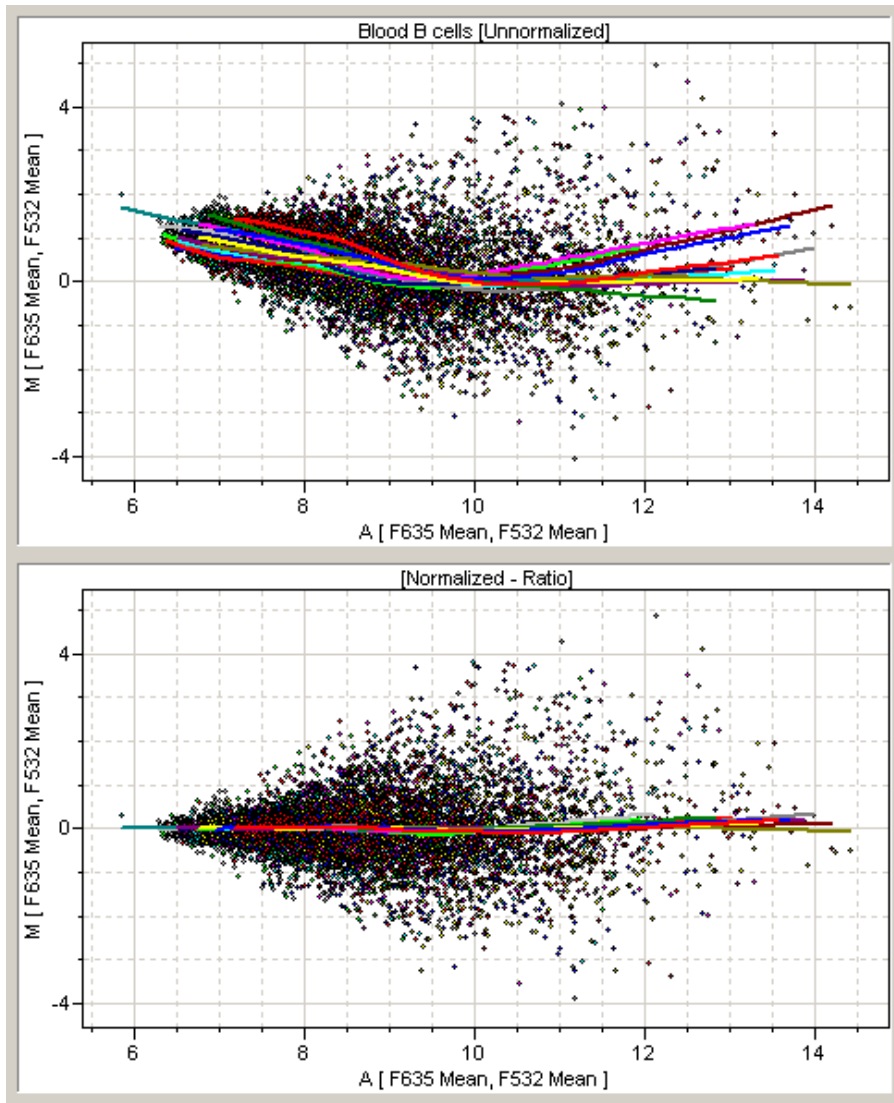 Blood B cells [Unnormalized]
M [ F635 Mean, F532 Mean ]
4
0
-4
6 8 10 12 14
A [ F635 Mean, F532 Mean ]
[Normalized - Ratio]
M [ F635 Mean, F532 Mean ]
4
0
-4
6 8 10 12 14
A [ F635 Mean, F532 Mean ]